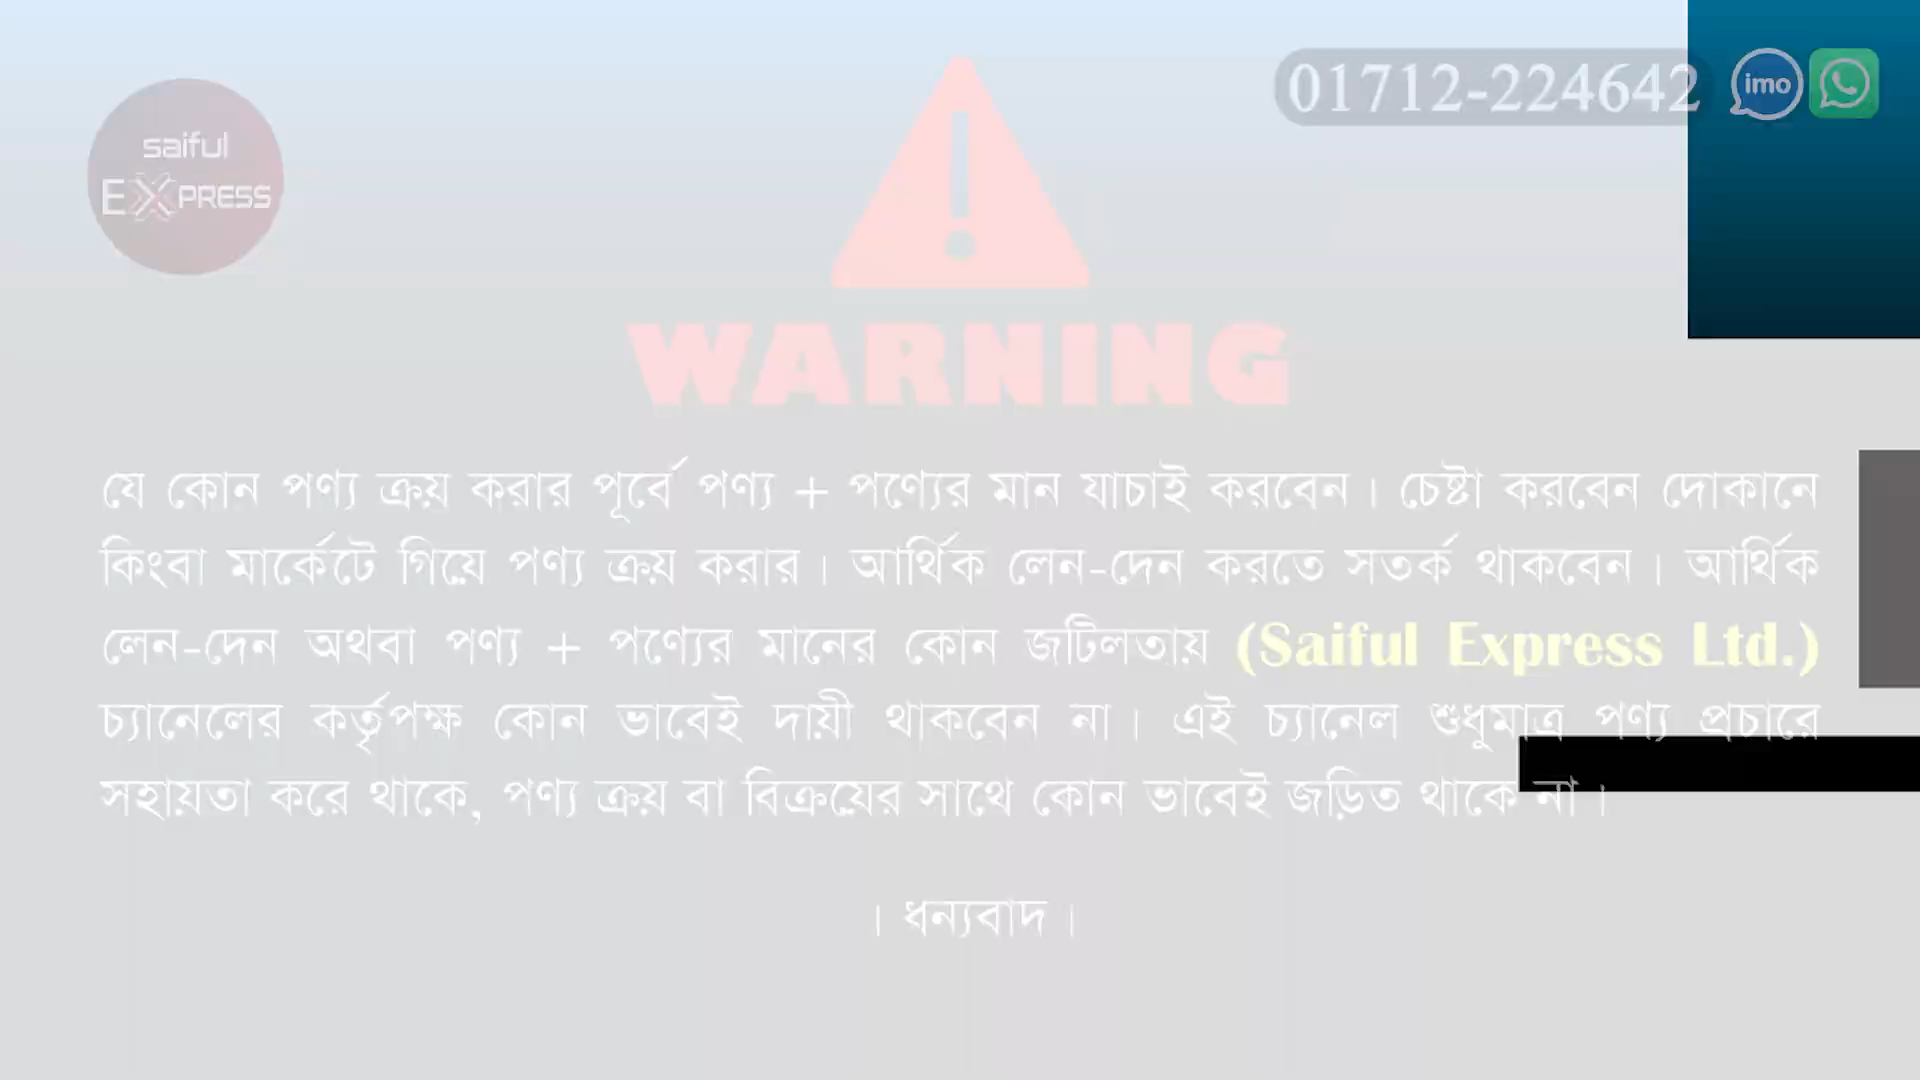 01712-224642
imo
saiful
EXPRESS
WARNING
যে কোন পণ্য ক্রয় করার পূর্বে পণ্য + পণ্যের মান যাচাই করবেন। চেষ্টা করবেন দোকানে
কিংবা মার্কেটে গিয়ে পণ্য ক্রয় করার। আর্থিক লেন-দেন করতে সতর্ক থাকবেন। আর্থিক
লেন-দেন অথবা পণ্য + পণ্যের মানের কোন জটিলতায় (Saiful Express Ltd.)
চ্যানেলের কর্তৃপক্ষ কোন ভাবেই দায়ী থাকবেন না। এই চ্যানেল শুধুমাত্র পণ্য প্রচারে
সহায়তা করে থাকে, পণ্য ক্রয় বা বিক্রয়ের সাথে কোন ভাবেই জড়িত থাকে না।
। ধন্যবাদ ।